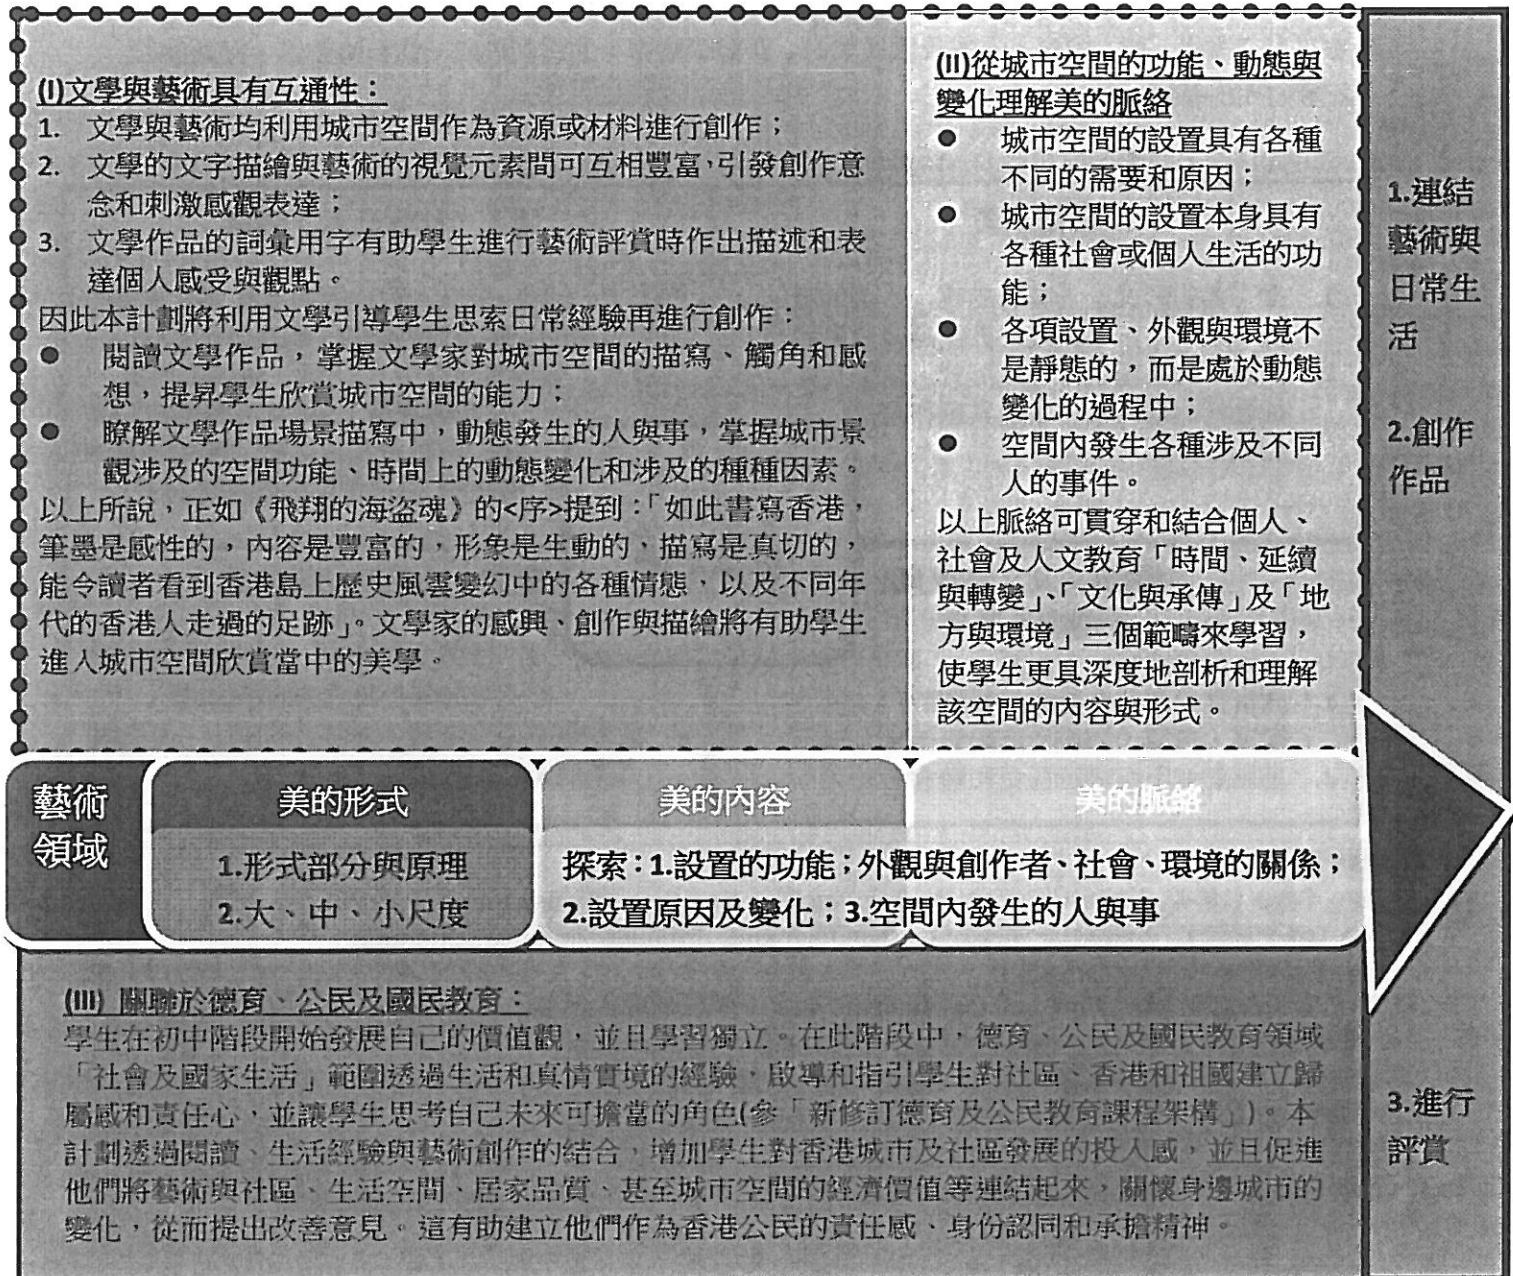 (I)文學與藝術具有互通性：
1. 文學與藝術均利用城市空間作為資源或材料進行創作；
2. 文學的文字描繪與藝術的視覺元素間可互相豐富，引發創作意
念和刺激感觀表達；
3. 文學作品的詞彙用字有助學生進行藝術評賞時作出描述和表
達個人感受與觀點。
因此本計劃將利用文學引導學生思索日常經驗再進行創作：
● 閱讀文學作品，掌握文學家對城市空間的描寫、觸角和感
想，提昇學生欣賞城市空間的能力；
● 瞭解文學作品場景描寫中，動態發生的人與事，掌握城市景
觀涉及的空間功能、時間上的動態變化和涉及的種種因素。
以上所說，正如《飛翔的海盜魂》的<序>提到：「如此書寫香港，
筆墨是感性的，內容是豐富的，形象是生動的，描寫是真切的，
能令讀者看到香港島上歷史風雲變幻中的各種情態，以及不同年
代的香港人走過的足跡」。文學家的感興、創作與描繪將有助學生
進入城市空間欣賞當中的美學。
(II)從城市空間的功能、動態與
變化理解美的脈絡
● 城市空間的設置具有各種
不同的需要和原因；
● 城市空間的設置本身具有
各種社會或個人生活的功
能；
● 各項設置、外觀與環境不
是靜態的，而是處於動態
變化的過程中；
● 空間內發生各種涉及不同
人的事件。
以上脈絡可貫穿和結合個人、
社會及人文教育「時間、延續
與轉變」、「文化與承傳」及「地
方與環境」三個範疇來學習，
使學生更具深度地剖析和理解
該空間的內容與形式。
1.連結
藝術與
日常生
活
2.創作
作品
藝術
領域
美的形式
1.形式部分與原理
2.大、中、小尺度
美的內容
美的脈絡
探索：1.設置的功能；外觀與創作者、社會、環境的關係；
2.設置原因及變化；3.空間內發生的人與事
(III) 關聯於德育、公民及國民教育：
學生在初中階段開始發展自己的價值觀，並且學習獨立。在此階段中，德育、公民及國民教育領域
「社會及國家生活」範圍透過生活和真情實境的經驗，啟導和指引學生對社區、香港和祖國建立歸
屬感和責任心，並讓學生思考自己未來可擔當的角色(參「新修訂德育及公民教育課程架構」)。本
計劃透過閱讀、生活經驗與藝術創作的結合，增加學生對香港城市及社區發展的投入感，並且促進
他們將藝術與社區、生活空間、居家品質、甚至城市空間的經濟價值等連結起來，關懷身邊城市的
變化，從而提出改善意見。這有助建立他們作為香港公民的責任感、身份認同和承擔精神。
3.進行
評賞